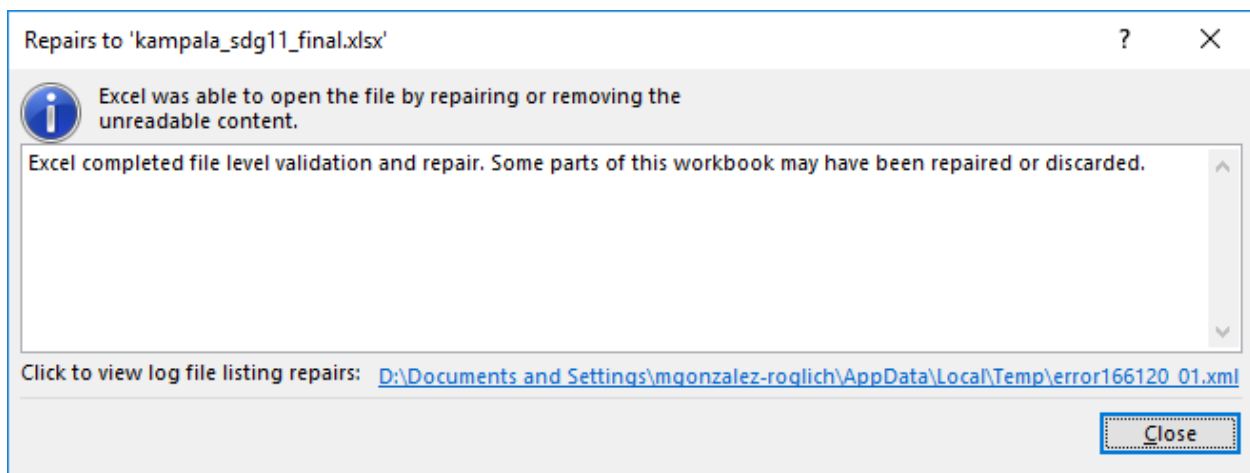 Repairs to 'kampala_sdg11_final.xlsx'
?
Excel was able to open the file by repairing or removing the
unreadable content.
Excel completed file level validation and repair. Some parts of this workbook may have been repaired or discarded.
Click to view log file listing repairs: D:\Documents and Settings\mgonzalez-roglich\AppData\Local\Temp\error166120_01.xml
Close